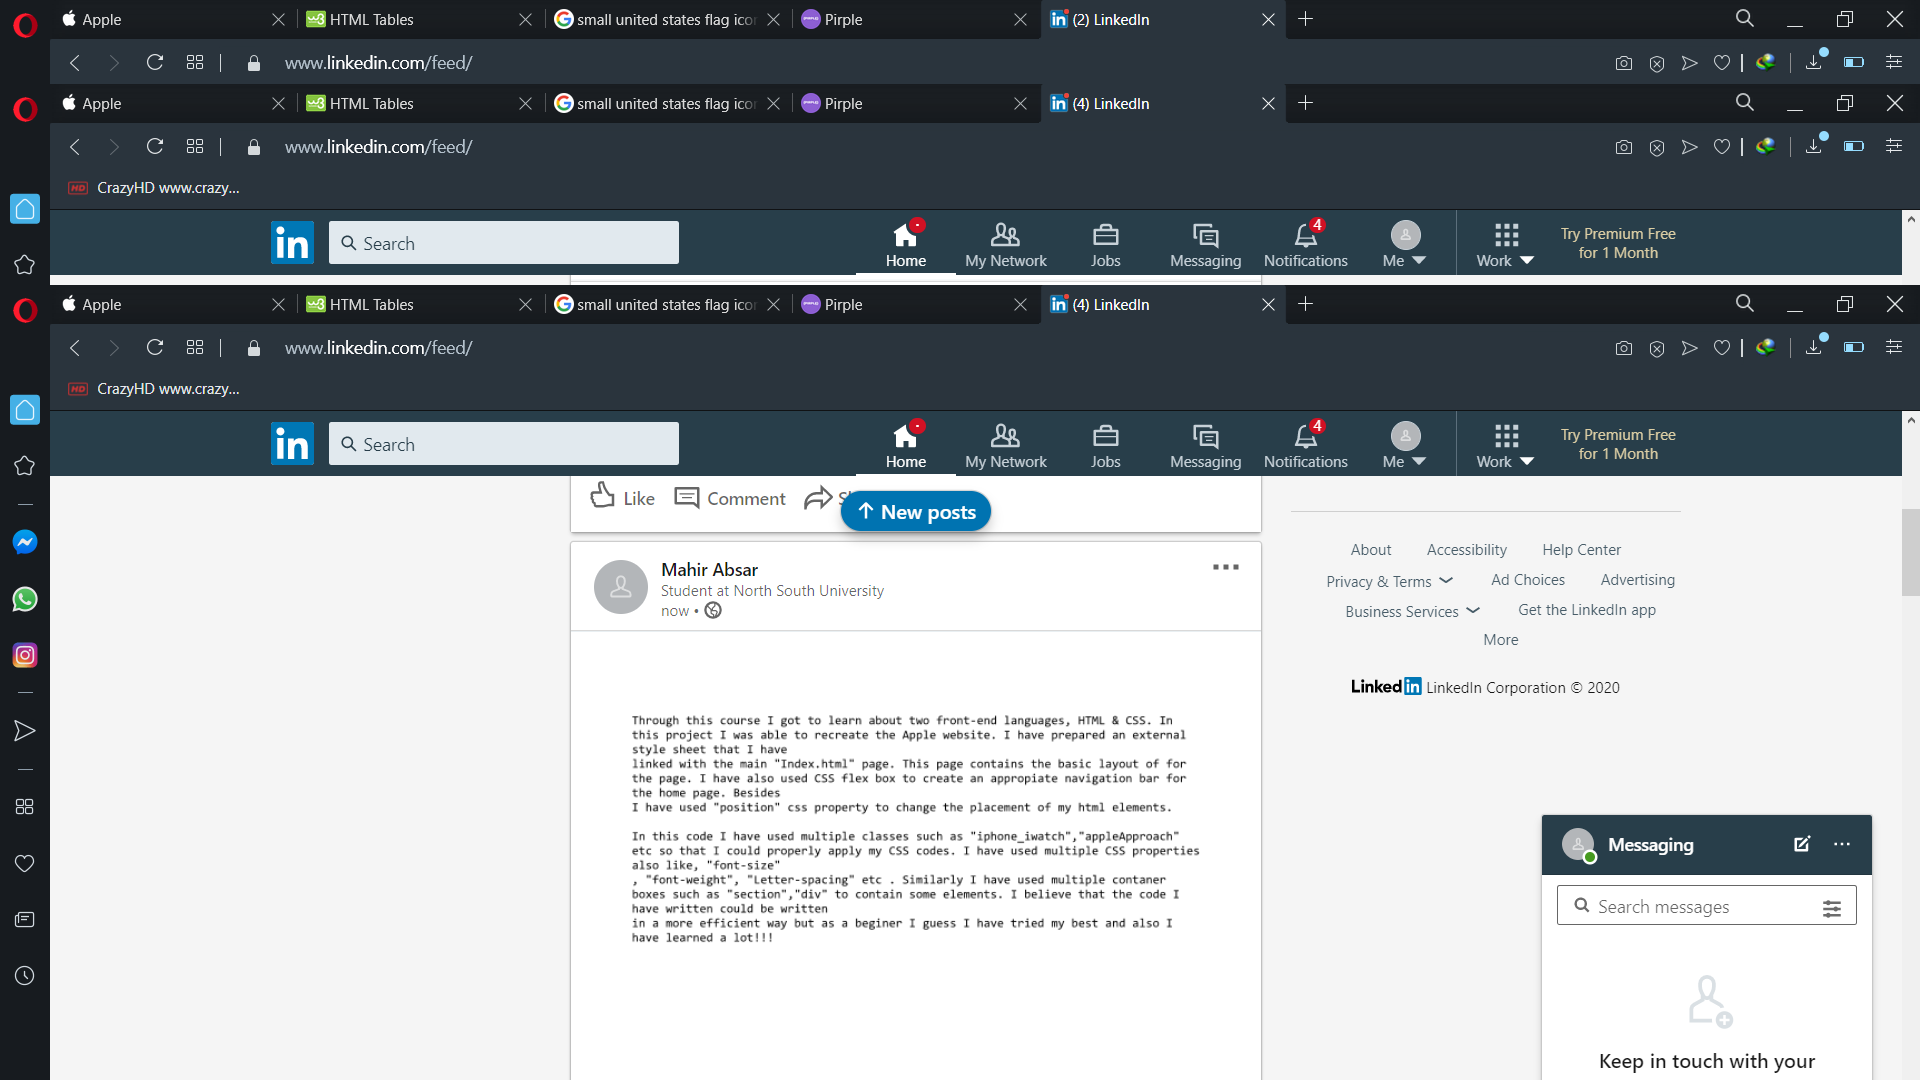 Apple
HTML Tables
small united states flag ico
Pirple
(2) LinkedIn
www.linkedin.com/feed/
Apple
HTML Tables
small united states flag ico
Pirple
(4) LinkedIn
www.linkedin.com/feed/
HD CrazyHD www.crazy...
in
Search
Home
My Network
Jobs
Messaging
4
Notifications
Me
Work
Try Premium Free
for 1 Month
Apple
HTML Tables
small united states flag ico
Pirple
(4) LinkedIn
www.linkedin.com/feed/
HD CrazyHD www.crazy...
in
Search
Home
My Network
Jobs
Messaging
4
Notifications
Me
Work
Try Premium Free
for 1 Month
Like
Comment
New posts
Mahir Absar
Student at North South University
now •
Through this course I got to learn about two front-end languages, HTML & CSS. In
this project I was able to recreate the Apple website. I have prepared an external
style sheet that I have
linked with the main "Index.html" page. This page contains the basic layout of for
the page. I have also used CSS flex box to create an appropiate navigation bar for
the home page. Besides
I have used "position" css property to change the placement of my html elements.
In this code I have used multiple classes such as "iphone_iwatch","appleApproach"
etc so that I could properly apply my CSS codes. I have used multiple CSS properties
also like, "font-size"
, "font-weight", "Letter-spacing" etc . Similarly I have used multiple contaner
boxes such as "section","div" to contain some elements. I believe that the code I
have written could be written
in a more efficient way but as a beginer I guess I have tried my best and also I
have learned a lot!!!
About
Accessibility
Help Center
Privacy & Terms
Ad Choices
Advertising
Business Services
Get the LinkedIn app
More
LinkedIn LinkedIn Corporation © 2020
Messaging
Search messages
Keep in touch with your